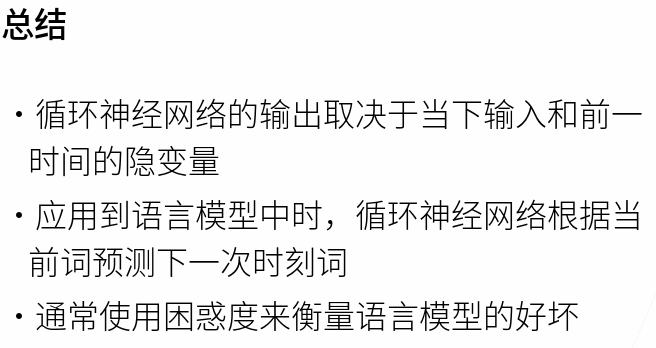 总结
• 循环神经网络的输出取决于当下输入和前一
时间的隐变量
• 应用到语言模型中时，循环神经网络根据当
前词预测下一次时刻词
• 通常使用困惑度来衡量语言模型的好坏